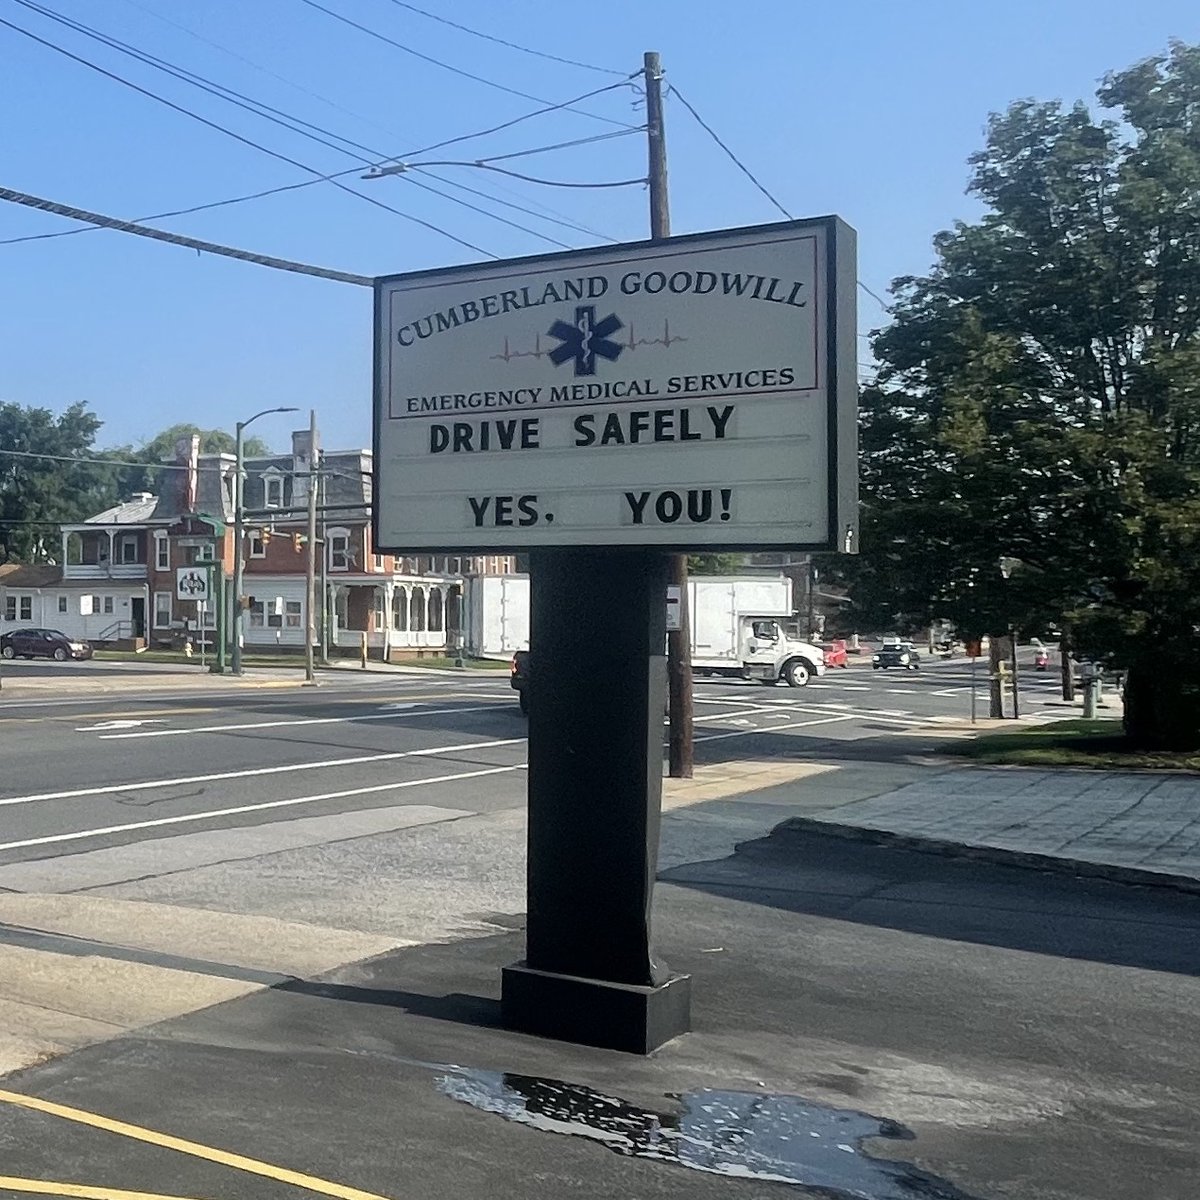 CUMBERLAND GOODWILL
EMERGENCY MEDICAL SERVICES
DRIVE SAFELY
YES. YOU!